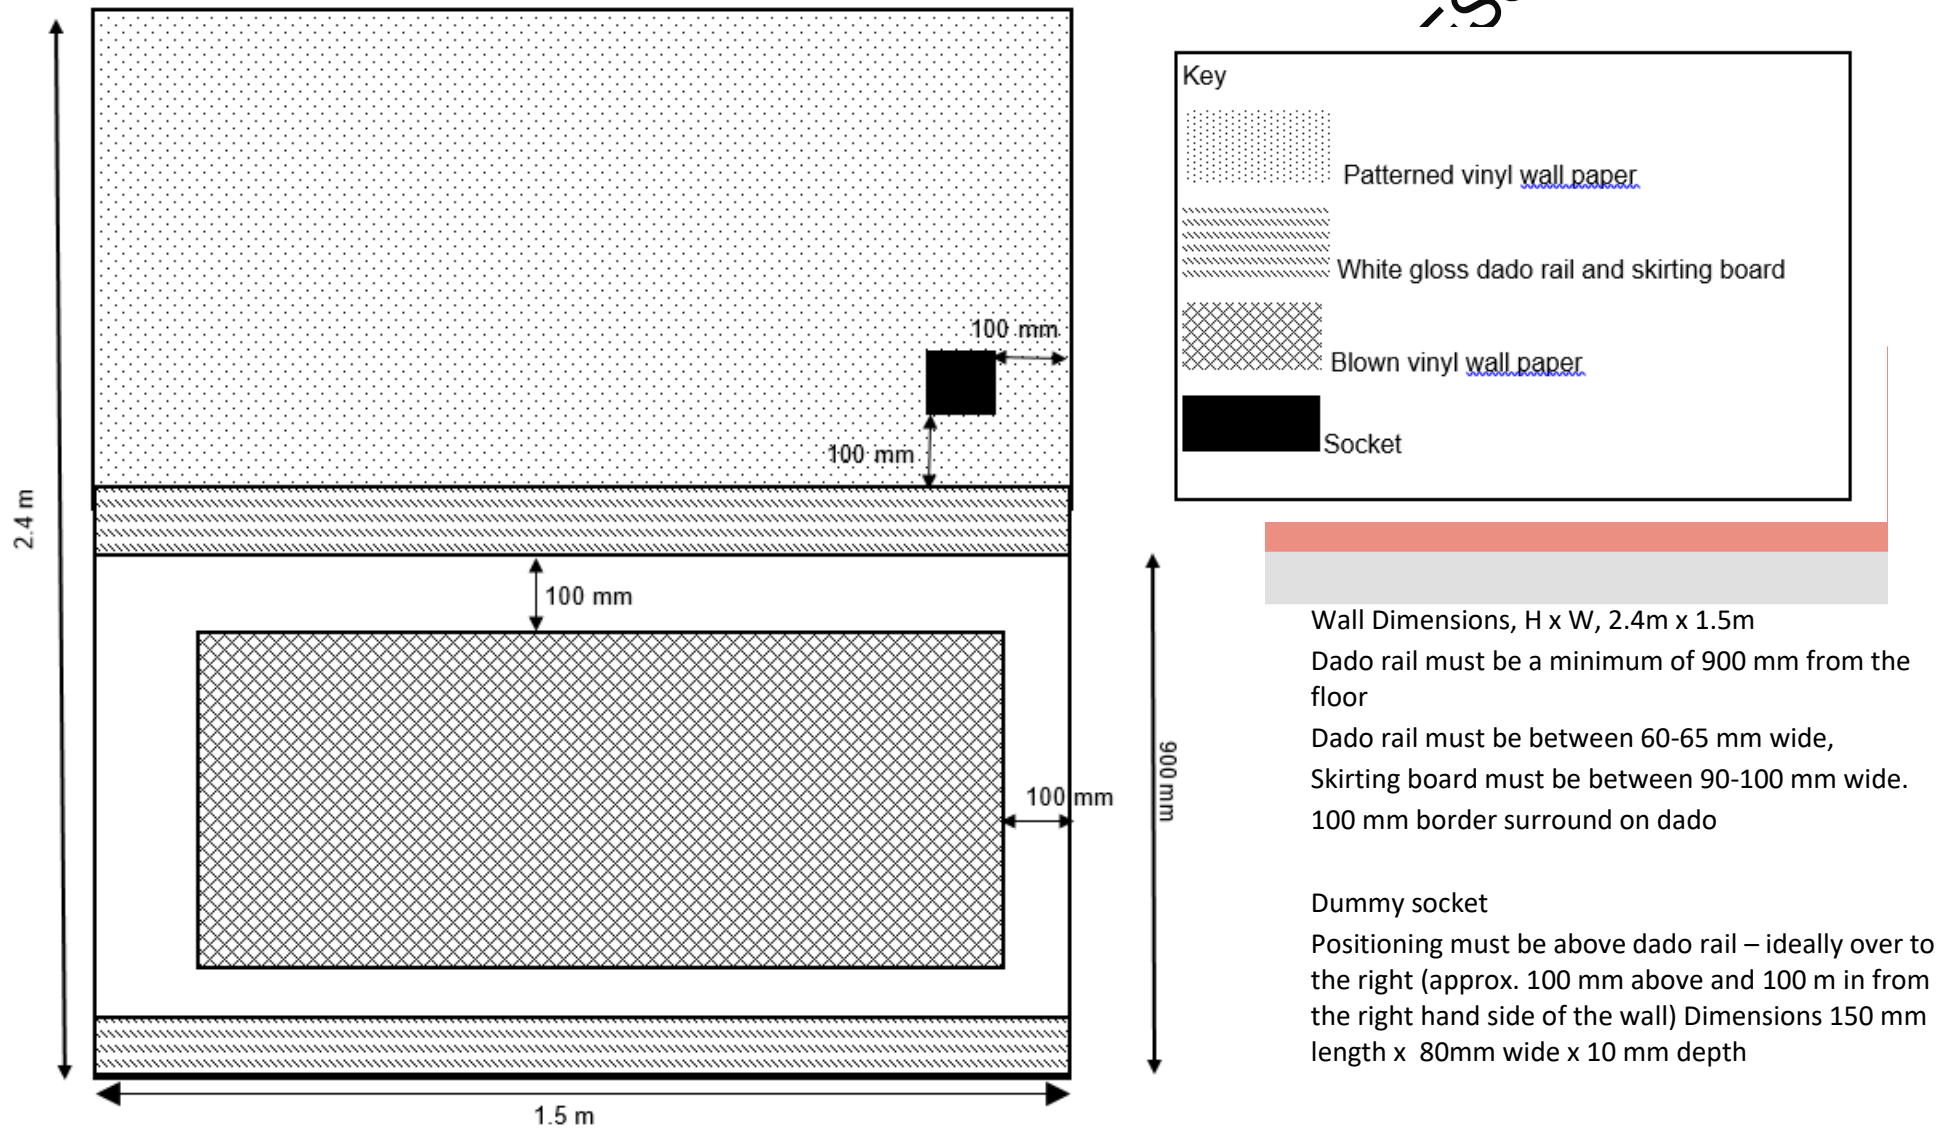 Key
Patterned vinyl wall paper
White gloss dado rail and skirting board
Blown vinyl wall paper
Socket
100 mm
100 mm
2.4 m
100 mm
100 mm
900 mm
1.5 m
Wall Dimensions, H x W, 2.4m x 1.5m
Dado rail must be a minimum of 900 mm from the
floor
Dado rail must be between 60-65 mm wide,
Skirting board must be between 90-100 mm wide.
100 mm border surround on dado
Dummy socket
Positioning must be above dado rail – ideally over to
the right (approx. 100 mm above and 100 m in from
the right hand side of the wall) Dimensions 150 mm
length x 80mm wide x 10 mm depth